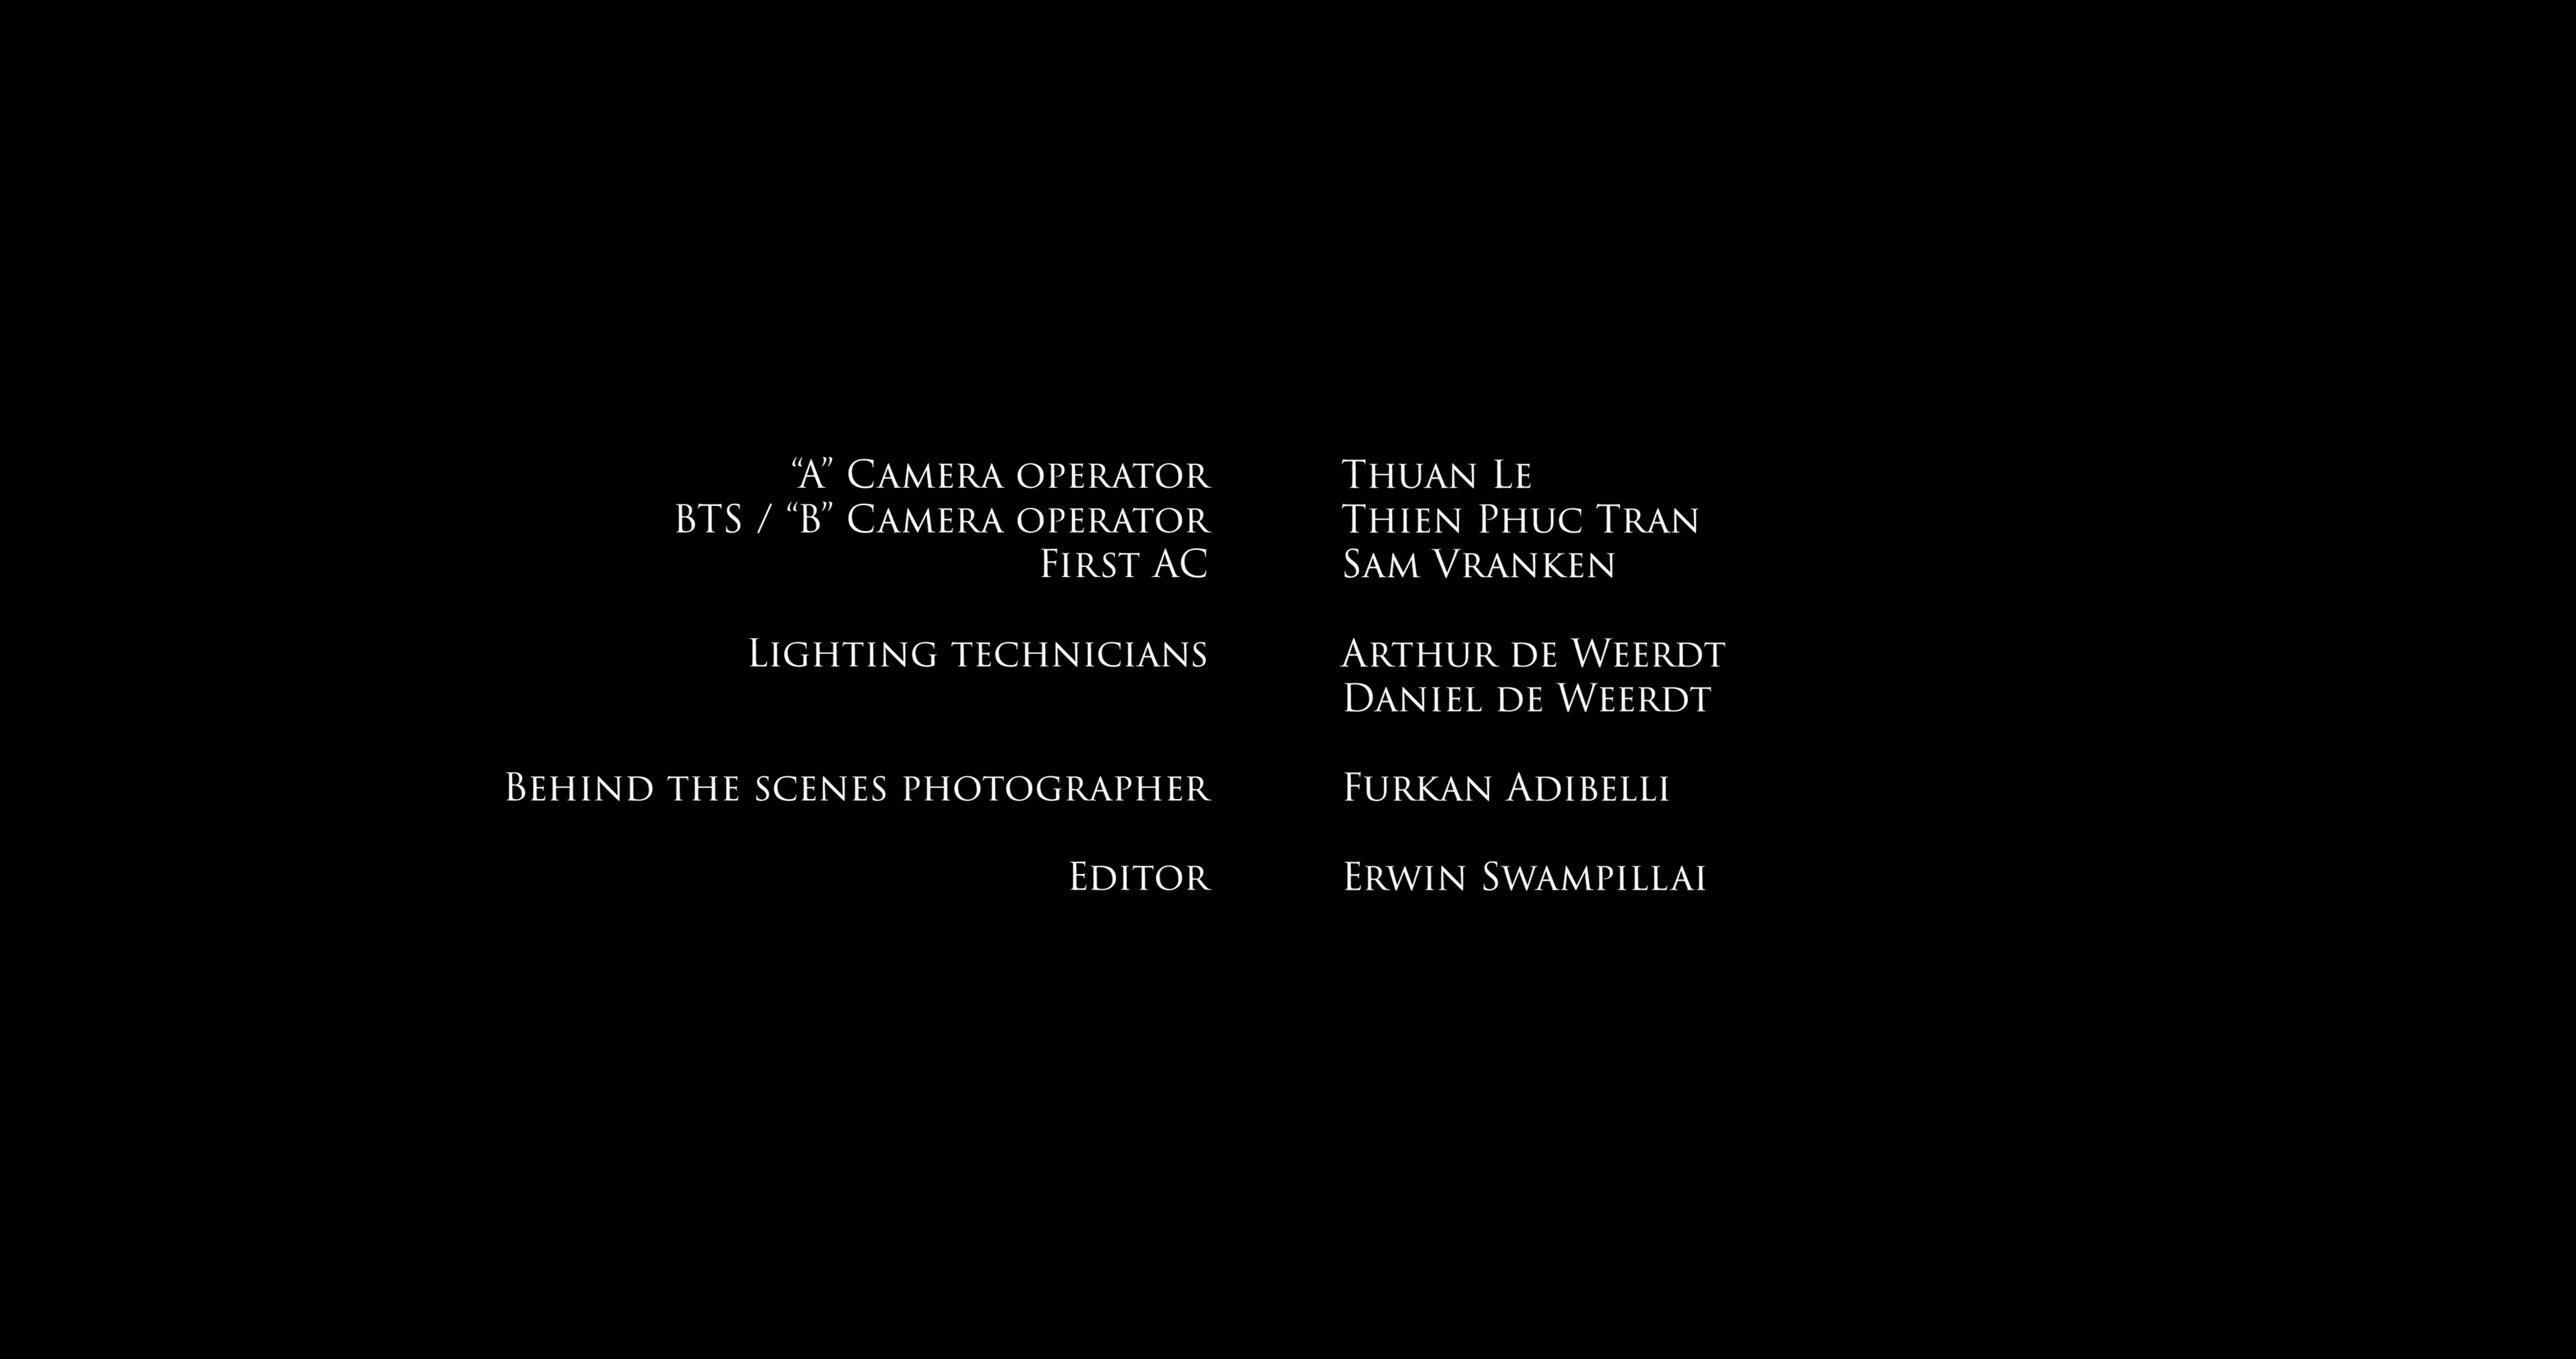 “A” Camera operator Thuan Le
BTS / “B” Camera operator Thien Phuc Tran
First AC Sam Vranken
Lighting technicians Arthur de Weerdt
Daniel de Weerdt
Behind the scenes photographer Furkan Adibelli
Editor Erwin Swampillai